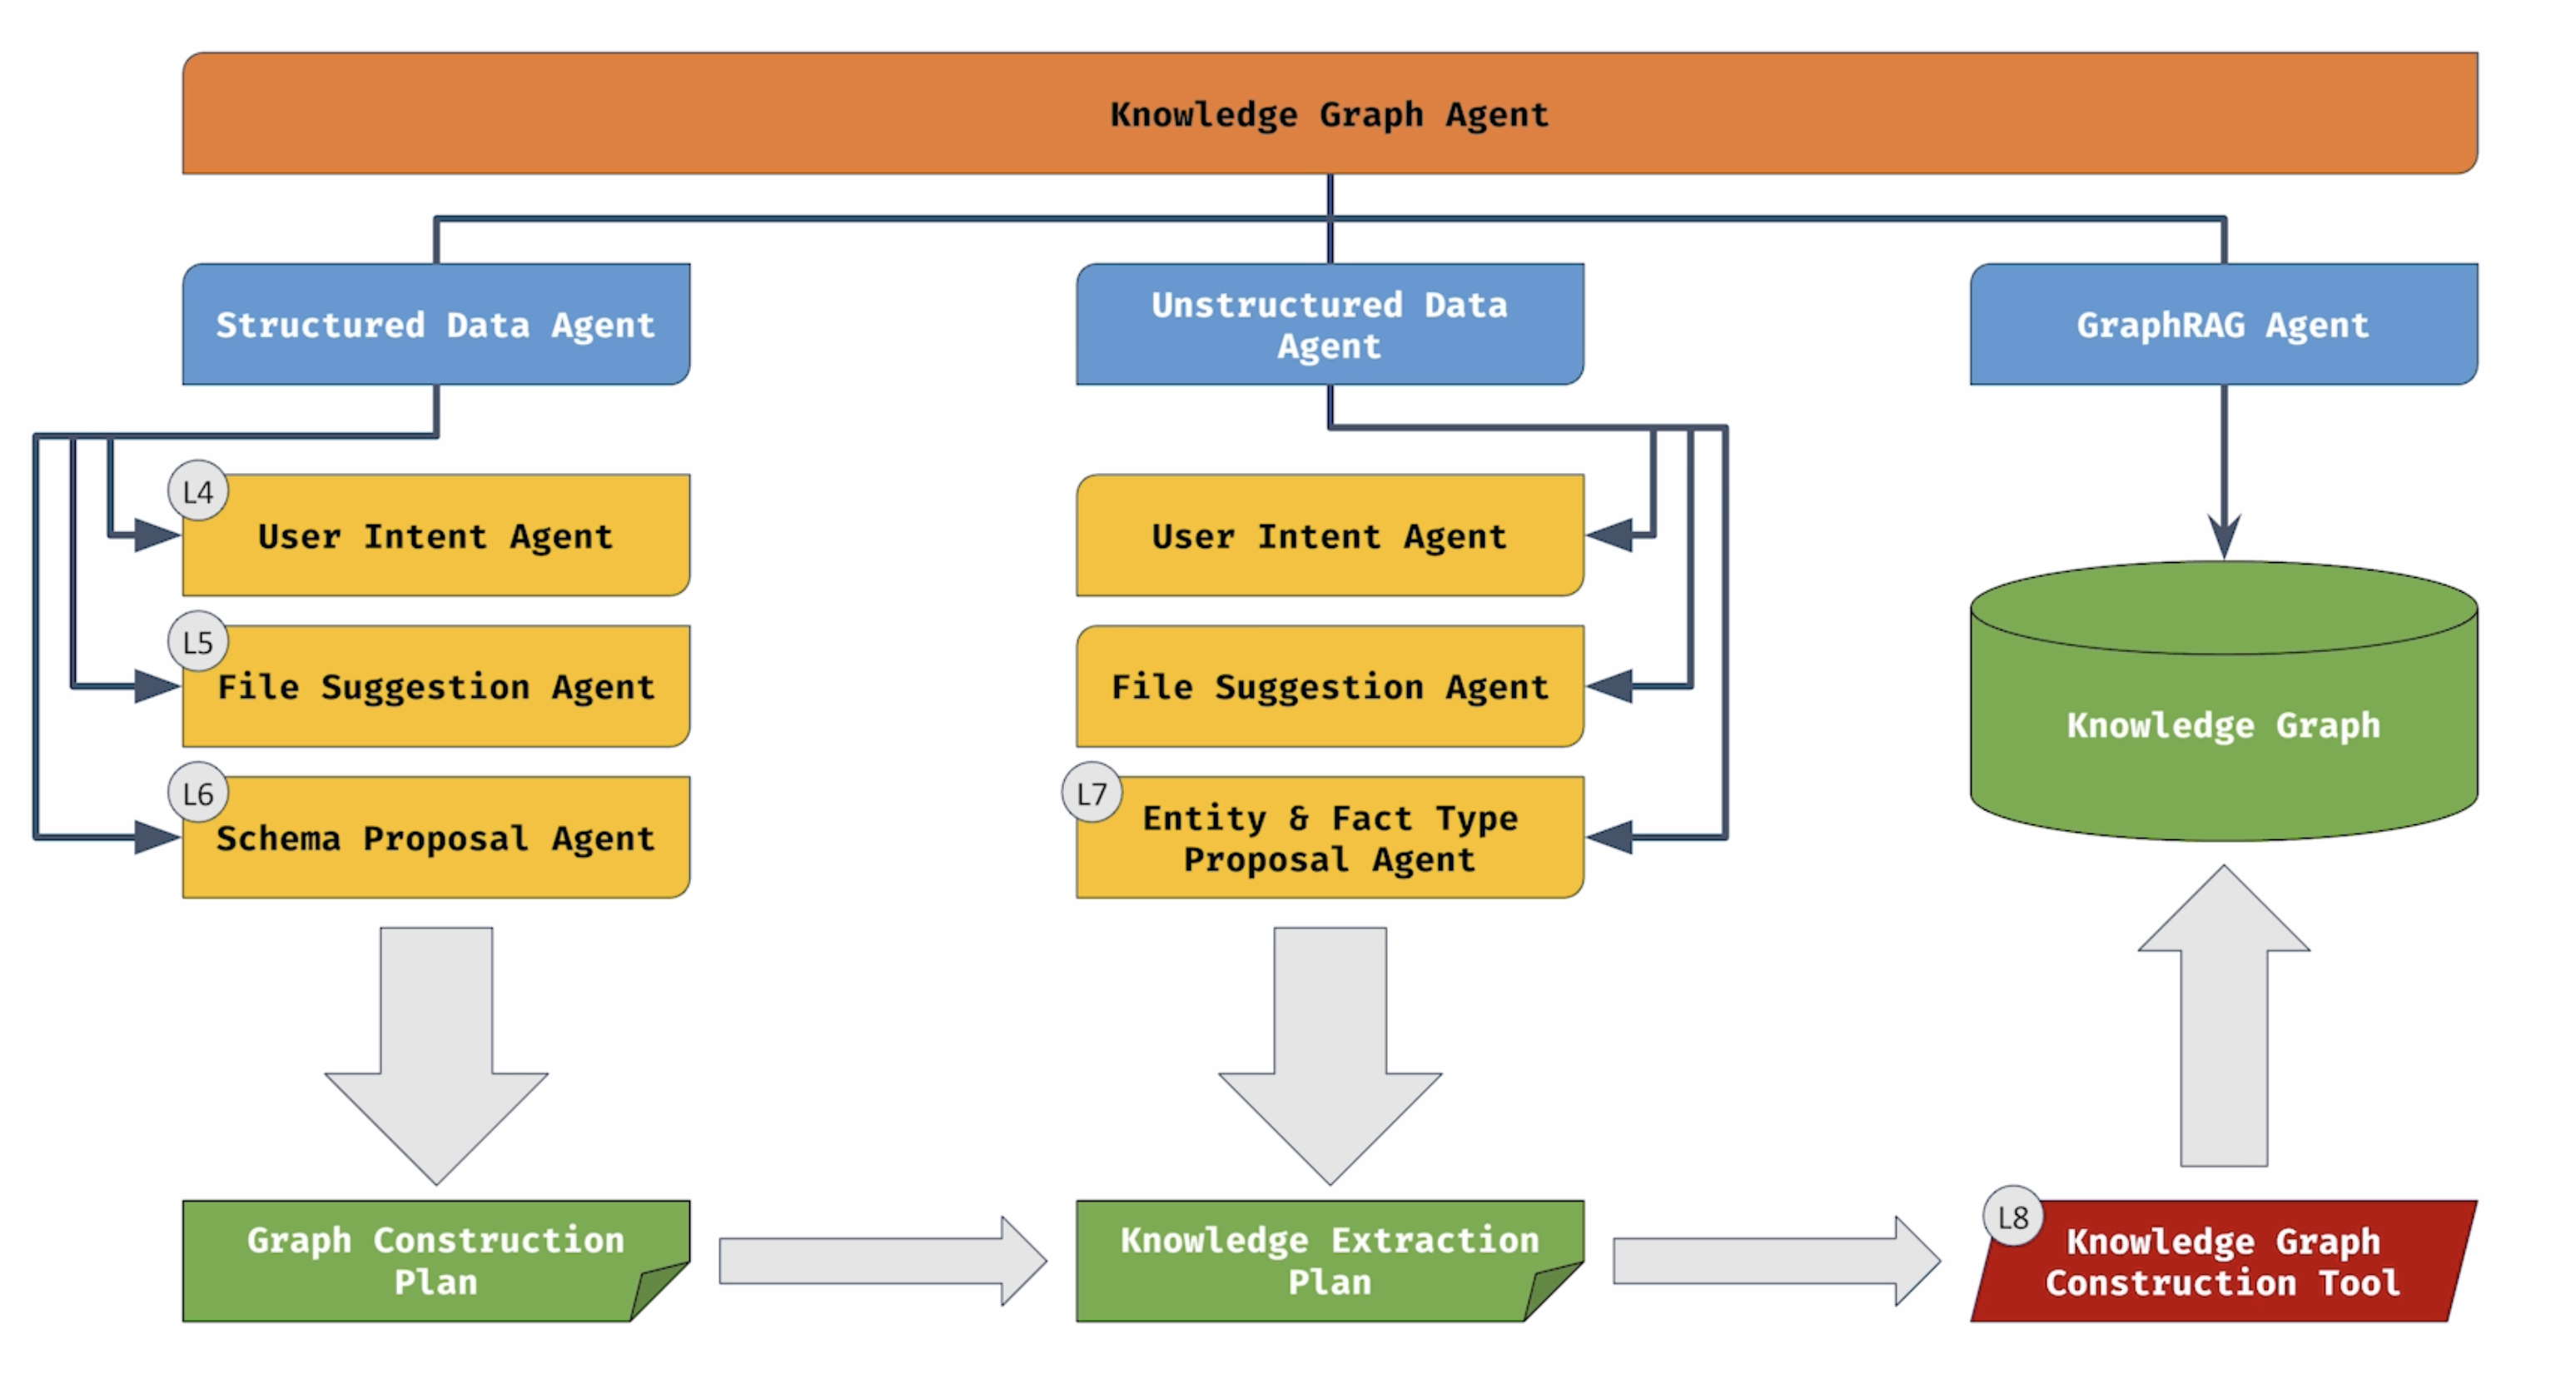 Knowledge Graph Agent
Structured Data Agent
Unstructured Data
Agent
GraphRAG Agent
L4
User Intent Agent
User Intent Agent
L5
File Suggestion Agent
File Suggestion Agent
Knowledge Graph
L6
Schema Proposal Agent
L7
Entity & Fact Type
Proposal Agent
Graph Construction
Plan
Knowledge Extraction
Plan
L8
Knowledge Graph
Construction Tool